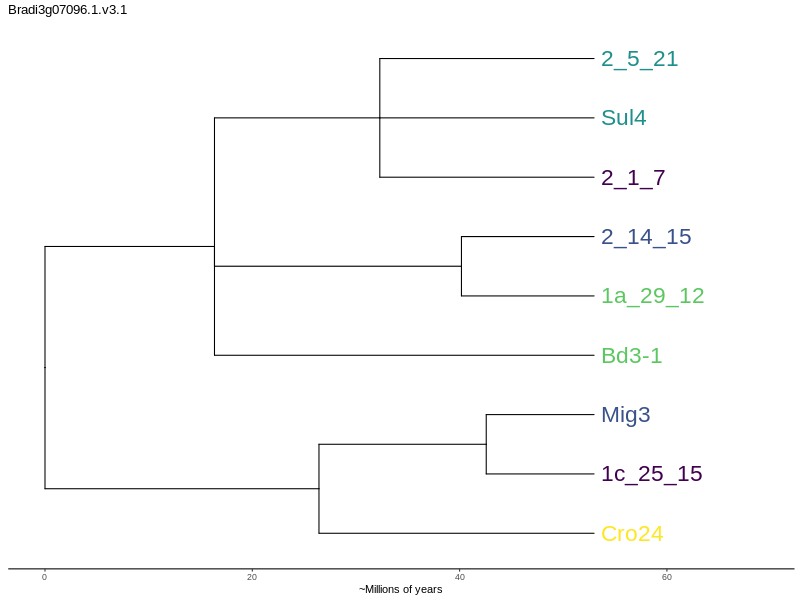 Bradi3g07096.1.v3.1
2_5_21
Sul4
2_1_7
2_14_15
1a_29_12
Bd3-1
Mig3
1c_25_15
Cro24
0 20 40 60
~Millions of years